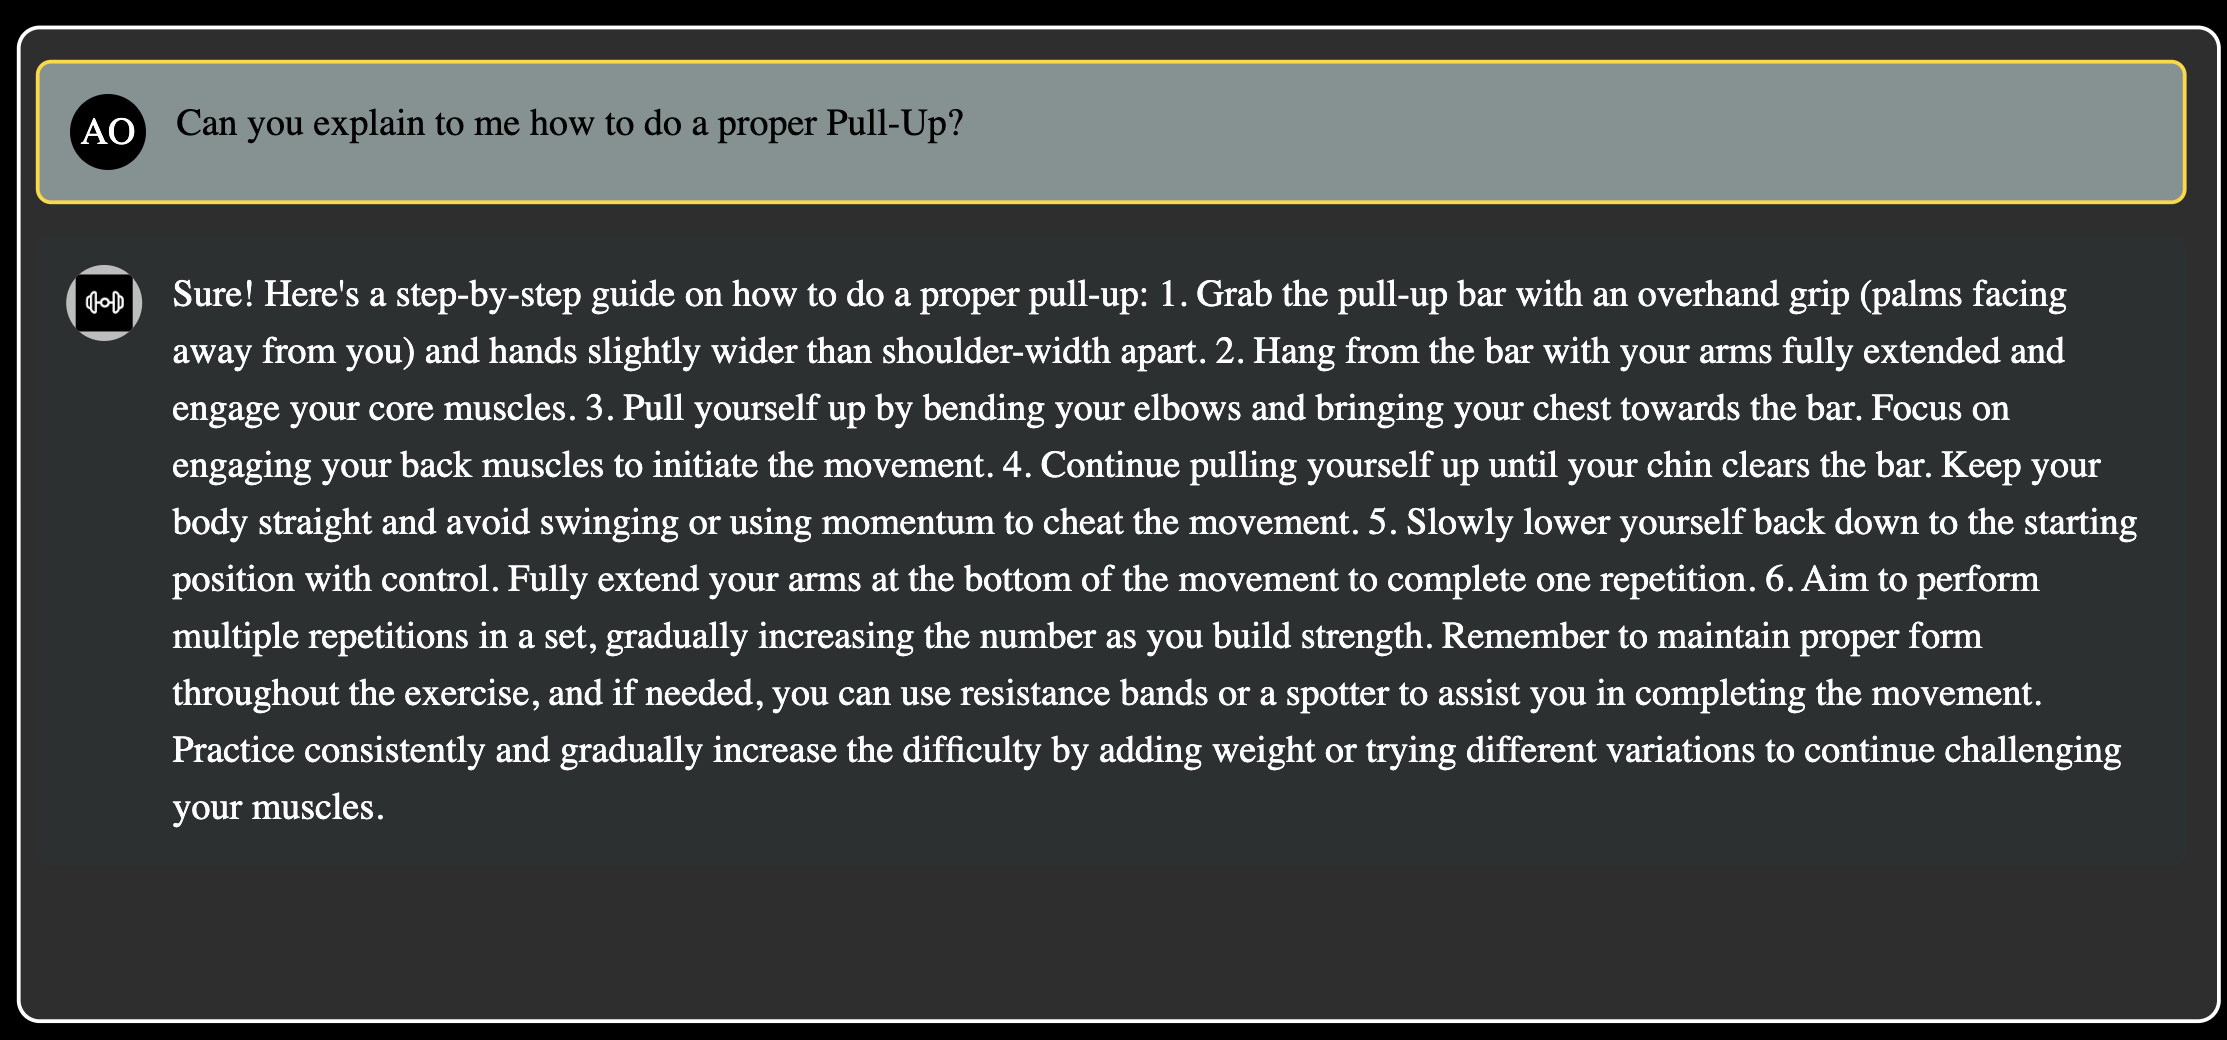 AO
Can you explain to me how to do a proper Pull-Up?
Sure! Here's a step-by-step guide on how to do a proper pull-up: 1. Grab the pull-up bar with an overhand grip (palms facing
away from you) and hands slightly wider than shoulder-width apart. 2. Hang from the bar with your arms fully extended and
engage your core muscles. 3. Pull yourself up by bending your elbows and bringing your chest towards the bar. Focus on
engaging your back muscles to initiate the movement. 4. Continue pulling yourself up until your chin clears the bar. Keep your
body straight and avoid swinging or using momentum to cheat the movement. 5. Slowly lower yourself back down to the starting
position with control. Fully extend your arms at the bottom of the movement to complete one repetition. 6. Aim to perform
multiple repetitions in a set, gradually increasing the number as you build strength. Remember to maintain proper form
throughout the exercise, and if needed, you can use resistance bands or a spotter to assist you in completing the movement.
Practice consistently and gradually increase the difficulty by adding weight or trying different variations to continue challenging
your muscles.